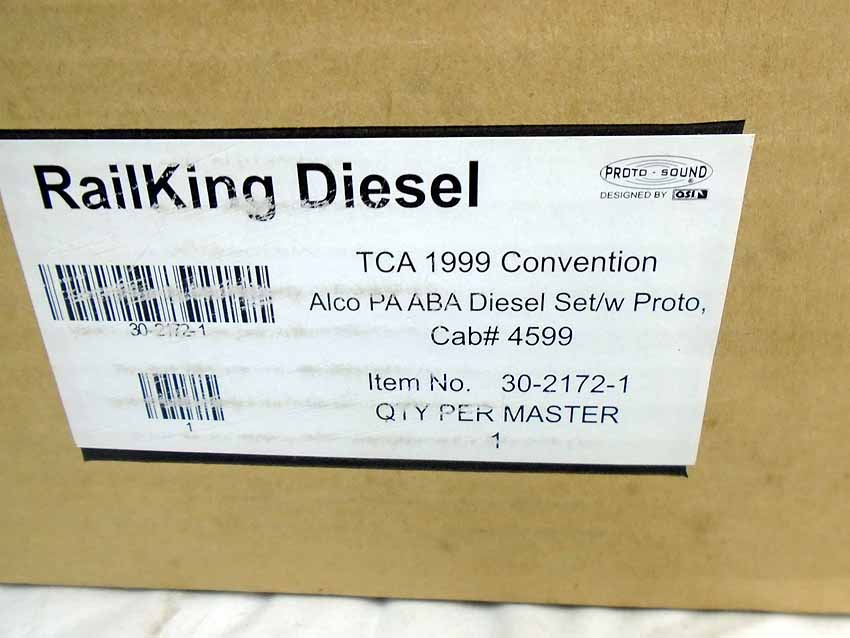 RailKing Diesel
PROTO - SOUND ®
DESIGNED BY QSI
TCA 1999 Convention
Alco PA ABA Diesel Set/w Proto,
Cab# 4599
30-2172-1
Item No. 30-2172-1
QTY PER MASTER
1
1